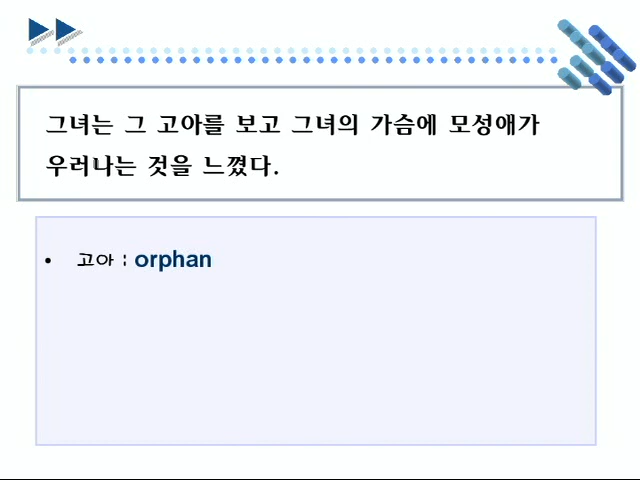 그녀는 그 고아를 보고 그녀의 가슴에 모성애가
우러나는 것을 느꼈다.
• 고아 : orphan